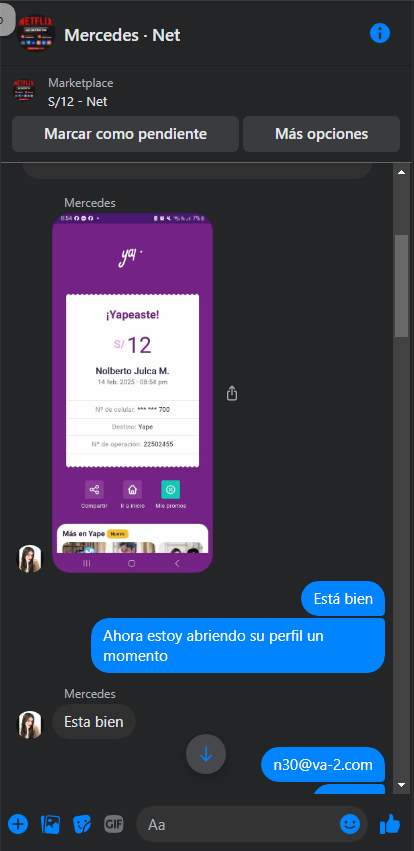 NETFLIX
Mercedes · Net
Marketplace
S/12 - Net
Marcar como pendiente
Más opciones
Mercedes
8:54
7%
yape
¡Yapeaste!
S/ 12
Nolberto Julca M.
14 feb. 2025 - 08:54 pm
Nº de celular: *** *** 700
Destino: Yape
Nº de operación: 22502455
Compartir
Ir a inicio
Mis promos
Más en Yape
Nuevo
Está bien
Ahora estoy abriendo su perfil un
momento
Mercedes
Esta bien
n30@va-2.com
GIF
Aa